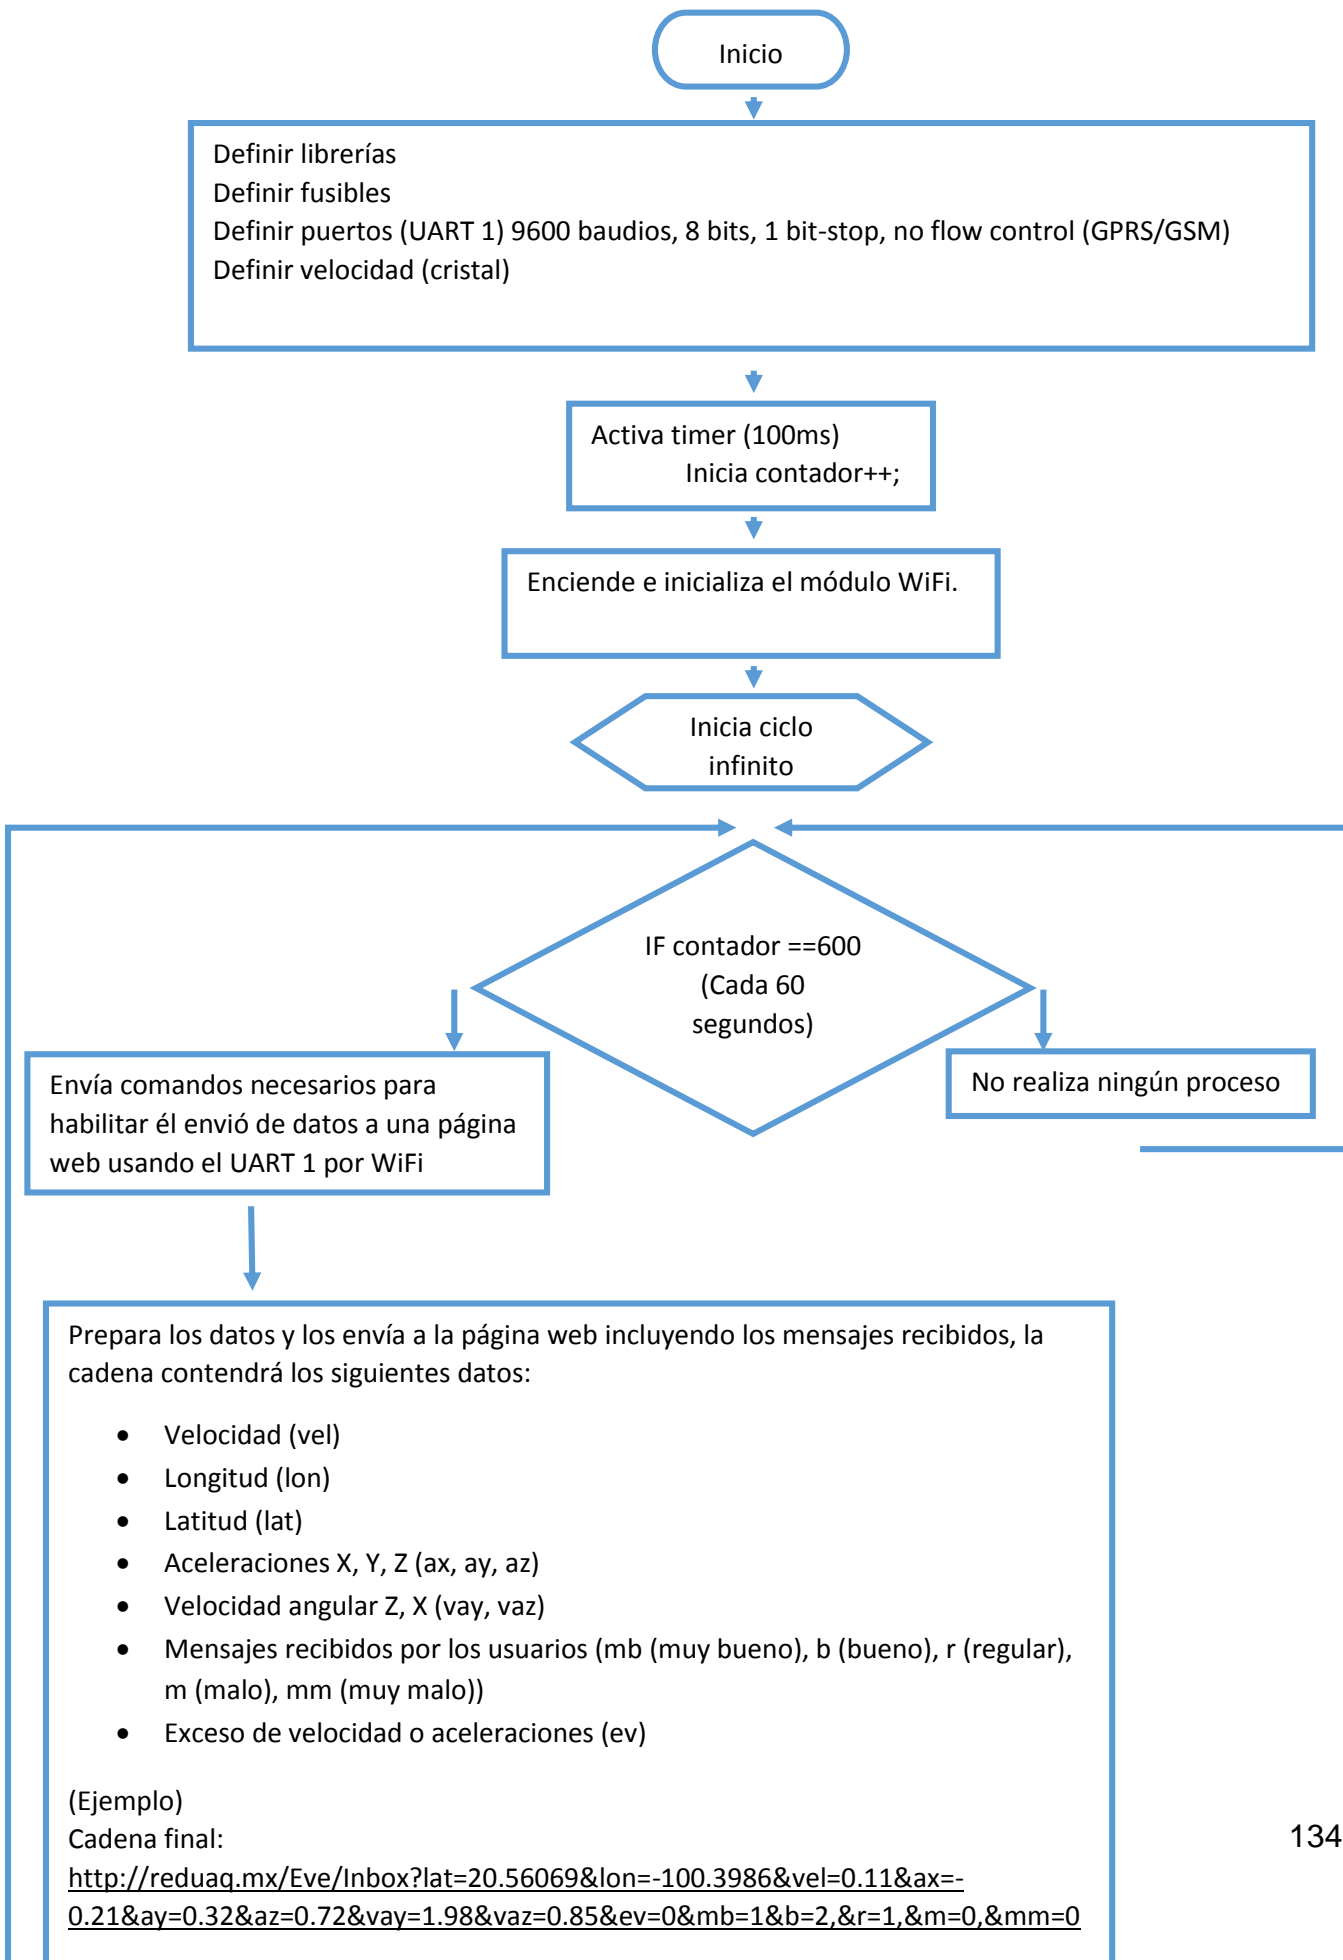 Inicio
Definir librerías
Definir fusibles
Definir puertos (UART 1) 9600 baudios, 8 bits, 1 bit-stop, no flow control (GPRS/GSM)
Definir velocidad (cristal)
Activa timer (100ms)
Inicia contador++;
Enciende e inicializa el módulo WiFi.
Inicia ciclo
infinito
IF contador ==600
(Cada 60
segundos)
Envía comandos necesarios para
habilitar él envió de datos a una página
web usando el UART 1 por WiFi
No realiza ningún proceso
Prepara los datos y los envía a la página web incluyendo los mensajes recibidos, la
cadena contendrá los siguientes datos:
• Velocidad (vel)
• Longitud (lon)
• Latitud (lat)
• Aceleraciones X, Y, Z (ax, ay, az)
• Velocidad angular Z, X (vay, vaz)
• Mensajes recibidos por los usuarios (mb (muy bueno), b (bueno), r (regular),
m (malo), mm (muy malo))
• Exceso de velocidad o aceleraciones (ev)
(Ejemplo)
Cadena final:
http://reduaq.mx/Eve/Inbox?lat=20.56069&lon=-100.3986&vel=0.11&ax=-
0.21&ay=0.32&az=0.72&vay=1.98&vaz=0.85&ev=0&mb=1&b=2,&r=1,&m=0,&mm=0
134